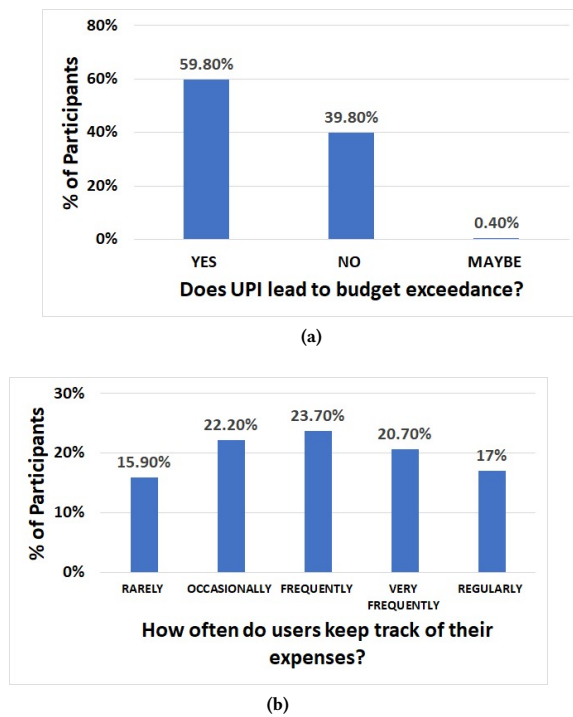 80%
59.80%
60%
39.80%
40%
20%
0.40%
0%
YES NO MAYBE
% of Participants
Does UPI lead to budget exceedance?
(a)
30%
23.70%
22.20%
20.70%
20%
17%
15.90%
10%
0%
RARELY OCCASIONALLY FREQUENTLY VERY FREQUENTLY REGULARLY
% of Participants
How often do users keep track of their
expenses?
(b)